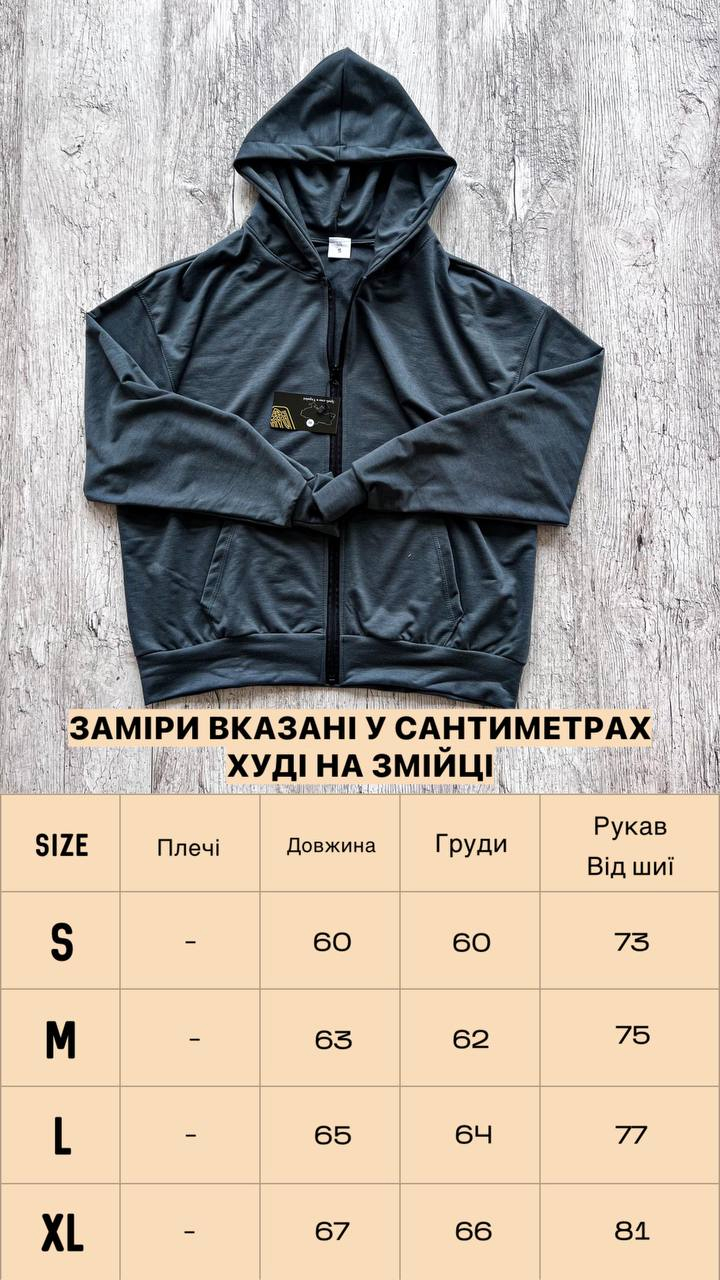 ЗАМІРИ ВКАЗАНІ У САНТИМЕТРАХ
ХУДІ НА ЗМІЙЦІ
SIZE Плечі Довжина Груди Рукав Від шиї
S - 60 60 73
M - 63 62 75
L - 65 64 77
XL - 67 66 81